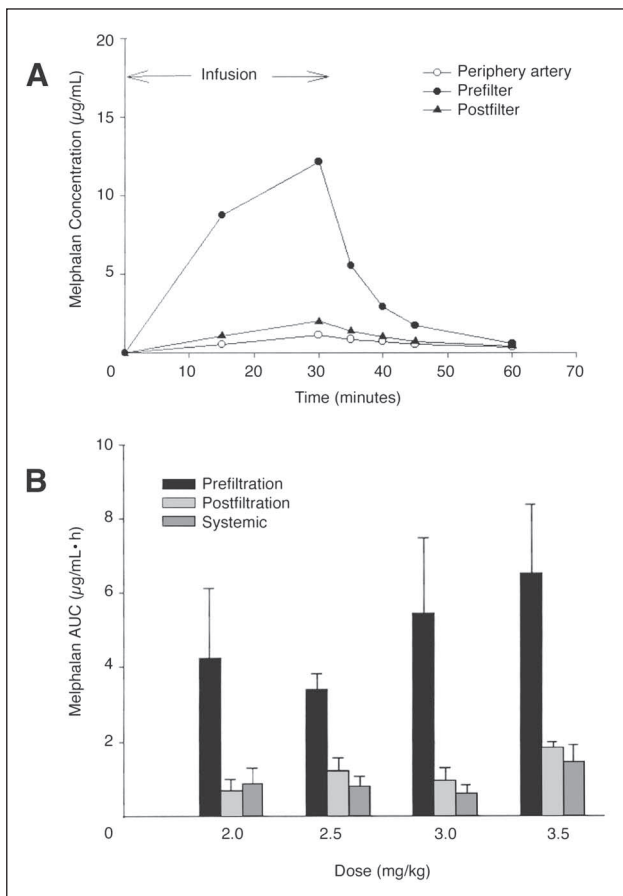 A
20
15
10
5
0
Melphalan Concentration (µg/mL)
Infusion
Periphery artery
Prefilter
Postfilter
10 20 30 40 50 60 70
Time (minutes)
B
10
8
6
4
2
0
Melphalan AUC (µg/mL• h)
Prefiltration
Postfiltration
Systemic
2.0 2.5 3.0 3.5
Dose (mg/kg)